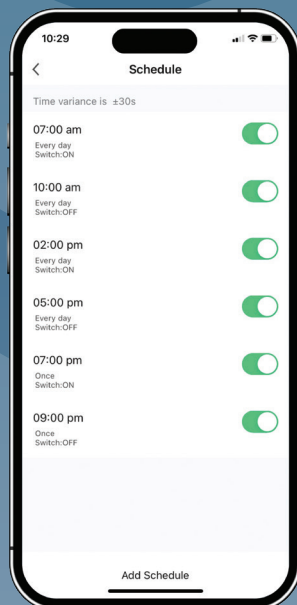 10:29
Schedule
Time variance is ±30s
07:00 am
Every day
Switch:ON
10:00 am
Every day
Switch:OFF
02:00 pm
Every day
Switch:ON
05:00 pm
Every day
Switch:OFF
07:00 pm
Once
Switch:ON
09:00 pm
Once
Switch:OFF
Add Schedule